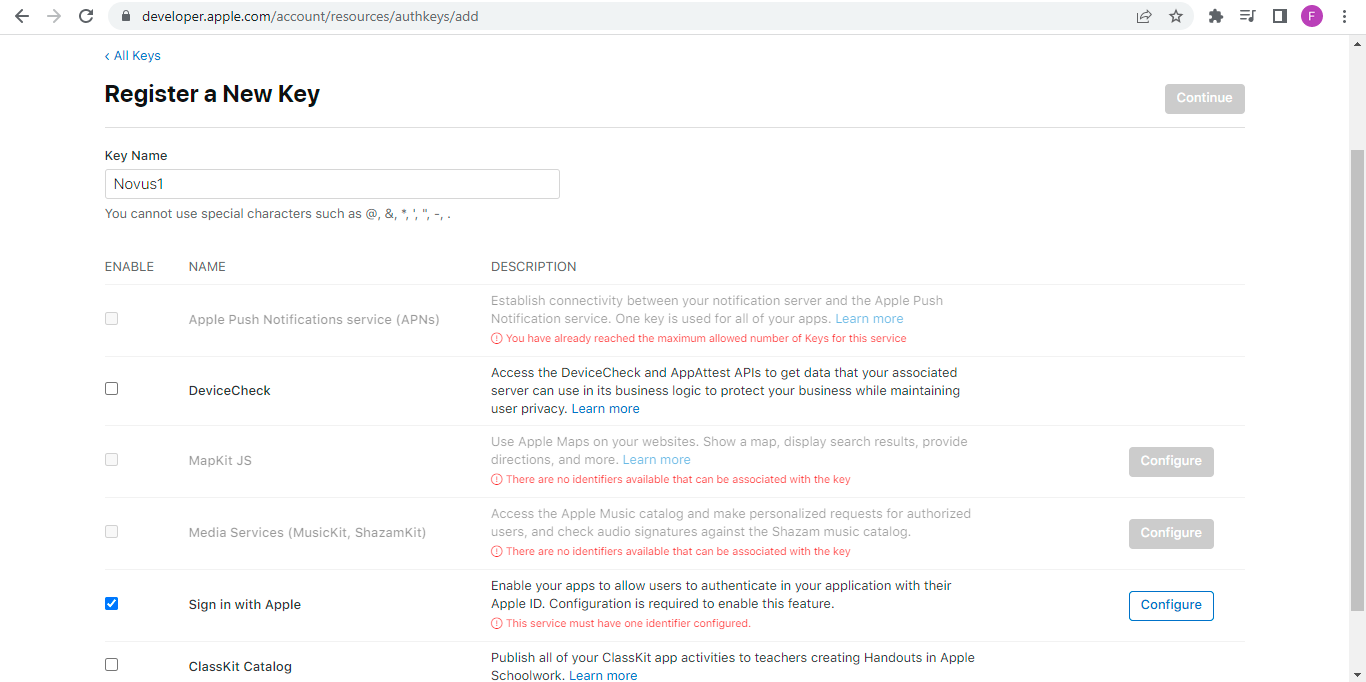 developer.apple.com/account/resources/authkeys/add
F
‹ All Keys
Register a New Key
Continue
Key Name
Novus1
You cannot use special characters such as @, &, *, ', ", -, .
ENABLE NAME DESCRIPTION
Apple Push Notifications service (APNs)
Establish connectivity between your notification server and the Apple Push
Notification service. One key is used for all of your apps. Learn more
You have already reached the maximum allowed number of Keys for this service
DeviceCheck
Access the DeviceCheck and AppAttest APIs to get data that your associated
server can use in its business logic to protect your business while maintaining
user privacy. Learn more
MapKit JS
Use Apple Maps on your websites. Show a map, display search results, provide
directions, and more. Learn more
There are no identifiers available that can be associated with the key
Configure
Media Services (MusicKit, ShazamKit)
Access the Apple Music catalog and make personalized requests for authorized
users, and check audio signatures against the Shazam music catalog.
There are no identifiers available that can be associated with the key
Configure
Sign in with Apple
Enable your apps to allow users to authenticate in your application with their
Apple ID. Configuration is required to enable this feature.
This service must have one identifier configured.
Configure
ClassKit Catalog
Publish all of your ClassKit app activities to teachers creating Handouts in Apple
Schoolwork. Learn more